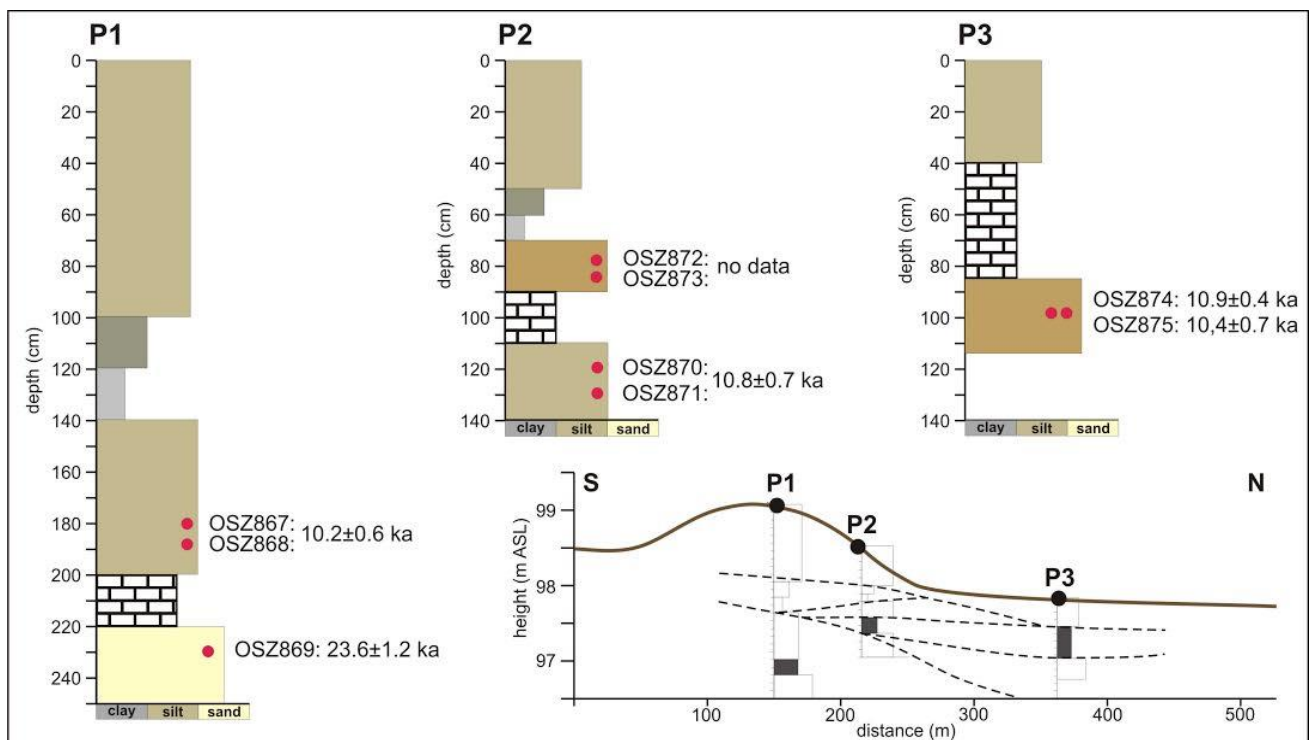 P1
0
20
40
60
80
100
120
140
160
180
200
220
240
depth (cm)
OSZ867:
OSZ868:
10.2±0.6 ka
OSZ869: 23.6±1.2 ka
clay silt sand
P2
0
20
40
60
80
100
120
140
depth (cm)
OSZ872:
OSZ873:
no data
OSZ870:
OSZ871:
10.8±0.7 ka
clay silt sand
P3
0
20
40
60
80
100
120
140
depth (cm)
OSZ874: 10.9±0.4 ka
OSZ875: 10,4±0.7 ka
clay silt sand
S
N
P1
P2
P3
99
98
97
height (m ASL)
100 200 300 400 500
distance (m)